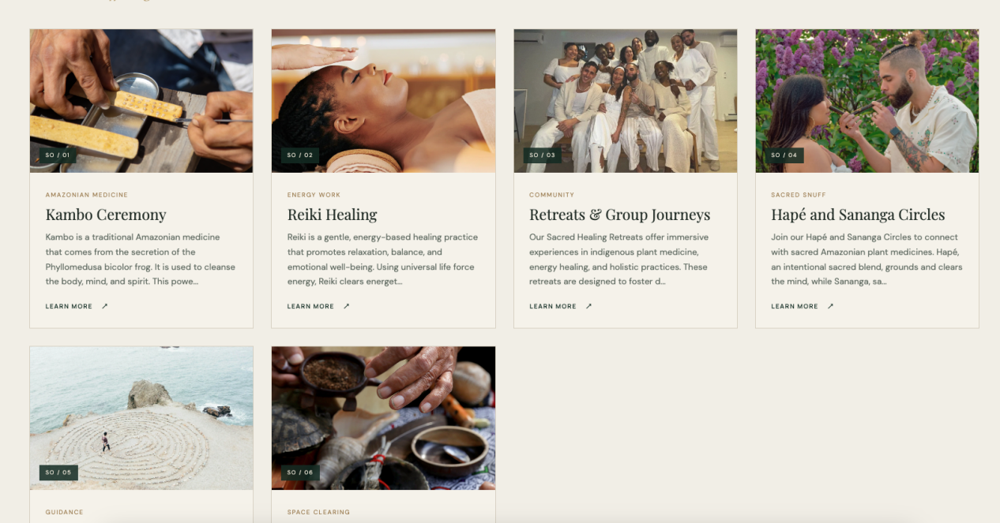 SO / 01
AMAZONIAN MEDICINE
Kambo Ceremony
Kambo is a traditional Amazonian medicine
that comes from the secretion of the
Phyllomedusa bicolor frog. It is used to cleanse
the body, mind, and spirit. This powe...
LEARN MORE ↗
SO / 02
ENERGY WORK
Reiki Healing
Reiki is a gentle, energy-based healing practice
that promotes relaxation, balance, and
emotional well-being. Using universal life force
energy, Reiki clears energet...
LEARN MORE ↗
SO / 03
COMMUNITY
Retreats & Group Journeys
Our Sacred Healing Retreats offer immersive
experiences in indigenous plant medicine,
energy healing, and holistic practices. These
retreats are designed to foster d...
LEARN MORE ↗
SO / 04
SACRED SNUFF
Hapé and Sananga Circles
Join our Hapé and Sananga Circles to connect
with sacred Amazonian plant medicines. Hapé,
an intentional sacred blend, grounds and clears
the mind, while Sananga, sa...
LEARN MORE ↗
SO / 05
GUIDANCE
SO / 06
SPACE CLEARING